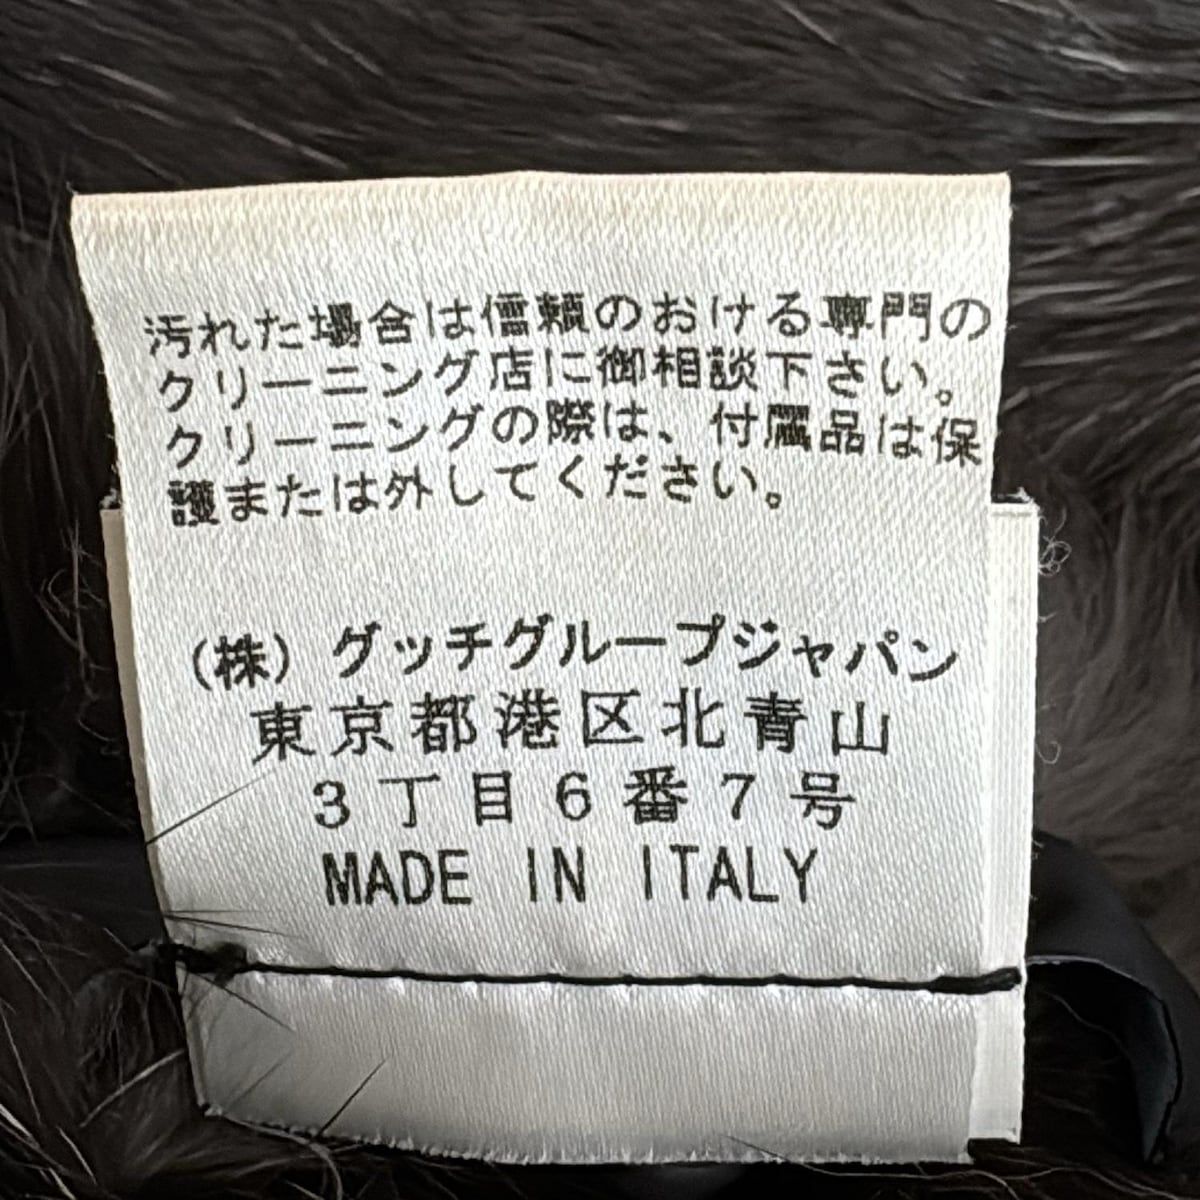 汚れた場合は信頼のおける専門の
クリーニング店に御相談下さい。
クリーニングの際は、付属品は保
護または外してください。
(株) グッチグループジャパン
東京都港区北青山
3丁目6番7号
MADE IN ITALY